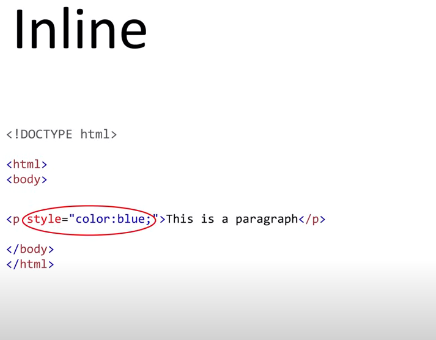 Inline
<!DOCTYPE html>
<html>
<body>
<p style="color:blue;">This is a paragraph</p>
</body>
</html>